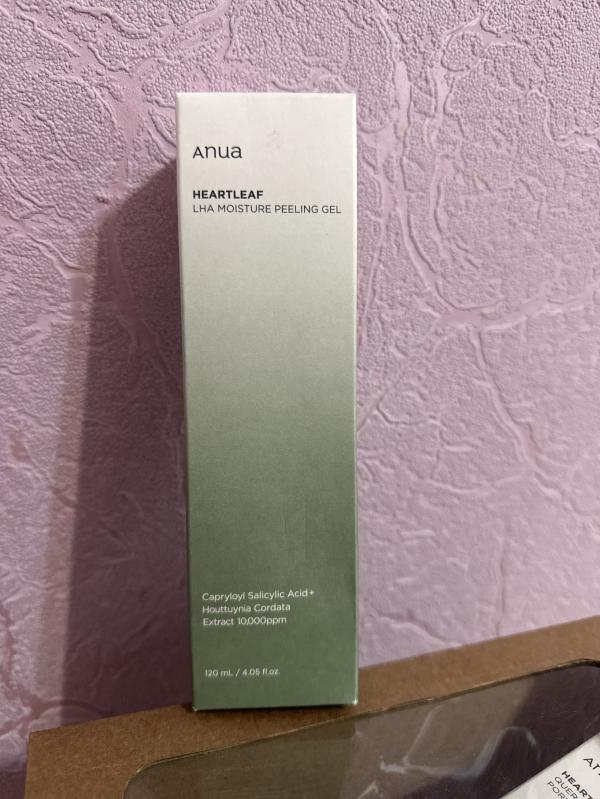 Anua
HEARTLEAF
LHA MOISTURE PEELING GEL
Capryloyl Salicylic Acid+
Houttuynia Cordata
Extract 10,000ppm
120 mL / 4.05 fl.oz.